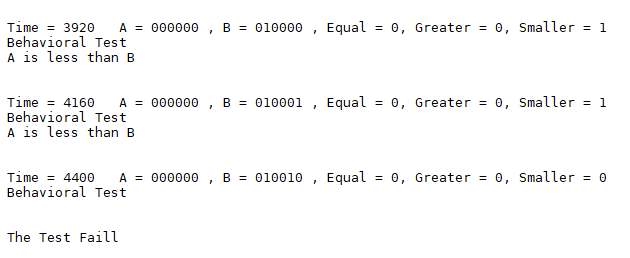 Time = 3920   A = 000000 , B = 010000 , Equal = 0, Greater = 0, Smaller = 1
Behavioral Test
A is less than B
Time = 4160   A = 000000 , B = 010001 , Equal = 0, Greater = 0, Smaller = 1
Behavioral Test
A is less than B
Time = 4400   A = 000000 , B = 010010 , Equal = 0, Greater = 0, Smaller = 0
Behavioral Test
The Test Faill